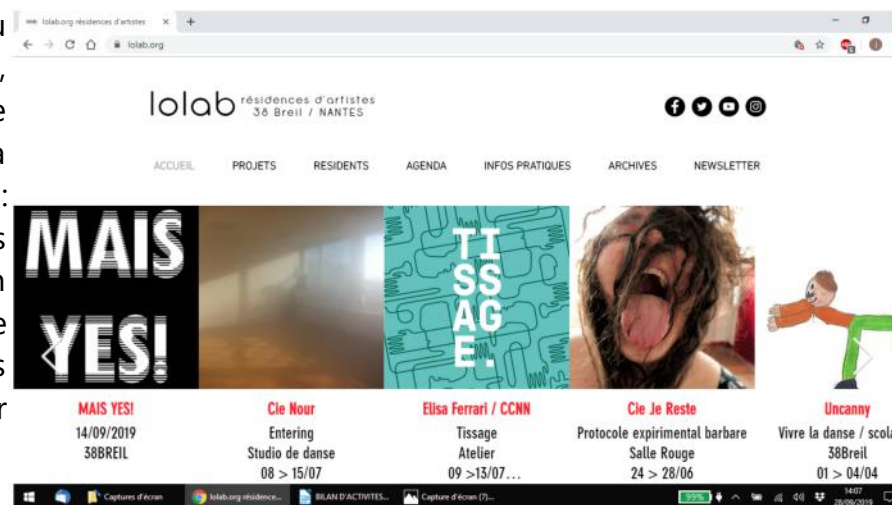 lolab.org résidences d'artistes
lolab.org
u
,
e
a
:
s
n
e
s
r
lolab résidences d'artistes
38 Breil / NANTES
ACCUEIL PROJETS RESIDENTS AGENDA INFOS PRATIQUES ARCHIVES NEWSLETTER
MAIS
YES!
TI
SS
AG
E.
MAIS YES!
14/09/2019
38BREIL
Cie Nour
Entering
Studio de danse
08 > 15/07
Elisa Ferrari / CCNN
Tissage
Atelier
09 >13/07...
Cie Je Reste
Protocole expirimental barbare
Salle Rouge
24 > 28/06
Uncanny
Vivre la danse / scola
38Breil
01 > 04/04
Captures d'écran lolab.org résidence... BILAN D'ACTIVITES... Capture d'écran (7)... 99% 14:07
28/09/2019